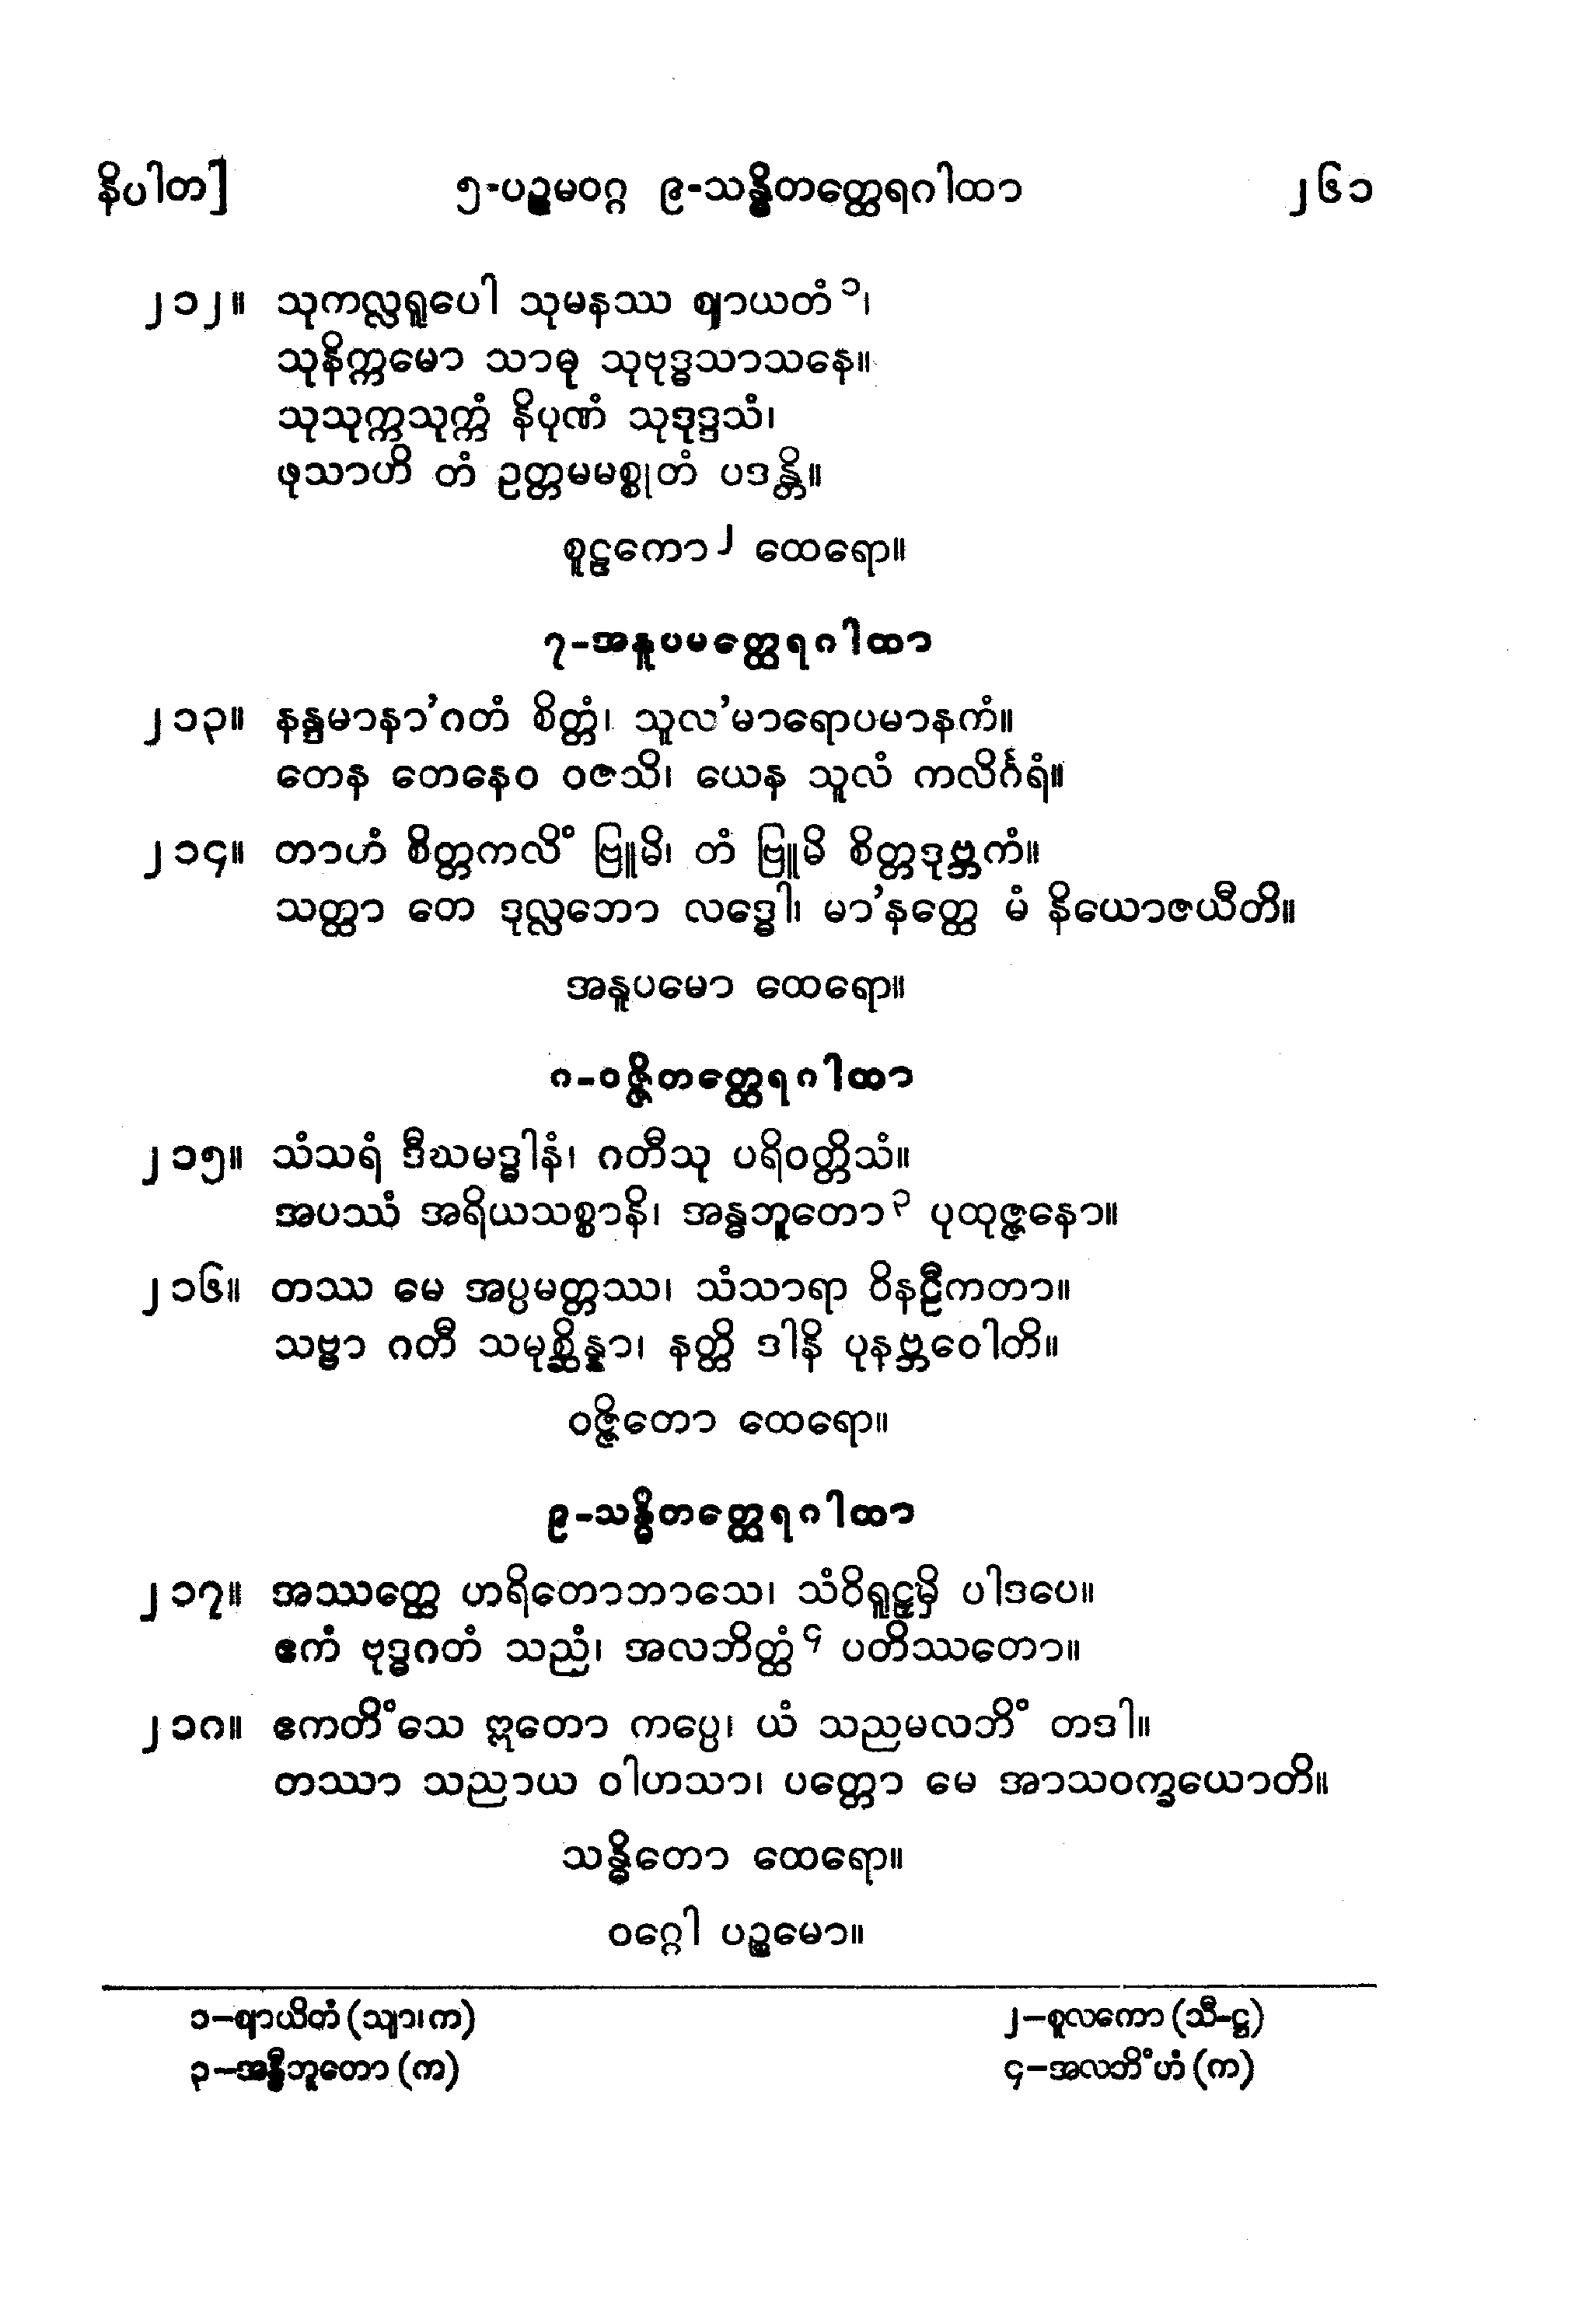 နိပါတ]	၅-ပဉ္စမဝဂ္ဂ ၉-သန္ဓိတတ္ထေရဂါထာ	၂၆၁
၂၁၂။ သုကလ္လရူပေါ သုမနဿ ဈာယတံ၁၊
သုနိက္ကမော သာဓု သုဗုဒ္ဓသာသနေ။
သုသုက္ကသုက္ကံ နိပုဏံ သုဒုဒ္ဒသံ၊
ဖုသာဟိ တံ ဥတ္တမမစ္စုတံ ပဒန္တိ။
စူဠကော၂ ထေရော။
၇-အနူပမတ္ထေရဂါထာ
၂၁၃။ နန္ဒမာနာ’ဂတံ စိတ္တံ၊ သူလ’မာရောပမာနကံ။
တေန တေနေဝ ဝဇသိ၊ ယေန သူလံ ကလိင်္ဂရံ။
၂၁၄။ တာဟံ စိတ္တကလိံ ဗြူမိ၊ တံ ဗြူမိ စိတ္တဒုဗ္ဘကံ။
သတ္ထာ တေ ဒုလ္လဘော လဒ္ဓေါ၊ မာ’နတ္ထေ မံ နိယောဇယီတိ။
အနူပမော ထေရော။
၈-ဝဇ္ဇိတတ္ထေရဂါထာ
၂၁၅။ သံသရံ ဒီဃမဒ္ဓါနံ၊ ဂတီသု ပရိဝတ္တိသံ။
အပဿံ အရိယသစ္စာနိ၊ အန္ဓဘူတော၃ ပုထုဇ္ဇနော။
၂၁၆။ တဿ မေ အပ္ပမတ္တဿ၊ သံသာရာ ဝိနဠီကတာ။
သဗ္ဗာ ဂတီ သမုစ္ဆိန္နာ၊ နတ္ထိ ဒါနိ ပုနဗ္ဘဝေါတိ။
ဝဇ္ဇိတော ထေရော။
၉-သန္ဓိတတ္ထေရဂါထာ
၂၁၇။ အဿတ္ထေ ဟရိတောဘာသေ၊ သံဝိရူဠှမှိ ပါဒပေ။
ဧကံ ဗုဒ္ဓဂတံ သညံ၊ အလဘိတ္ထံ၄ ပတိဿတော။
၂၁၈။ ဧကတိံသေ ဣတော ကပ္ပေ၊ ယံ သညမလဘိံ တဒါ။
တဿာ သညာယ ဝါဟသာ၊ ပတ္တော မေ အာသဝက္ခယောတိ။
သန္ဓိတော ထေရော။
ဝဂ္ဂေါ ပဉ္စမော။
၁–ဈာယိတံ (သျာ၊ က)	၂–စူလကော (သီ–ဋ္ဌ)
၃–အန္ဓီဘူတော (က)	၄–အလဘိံဟံ (က)